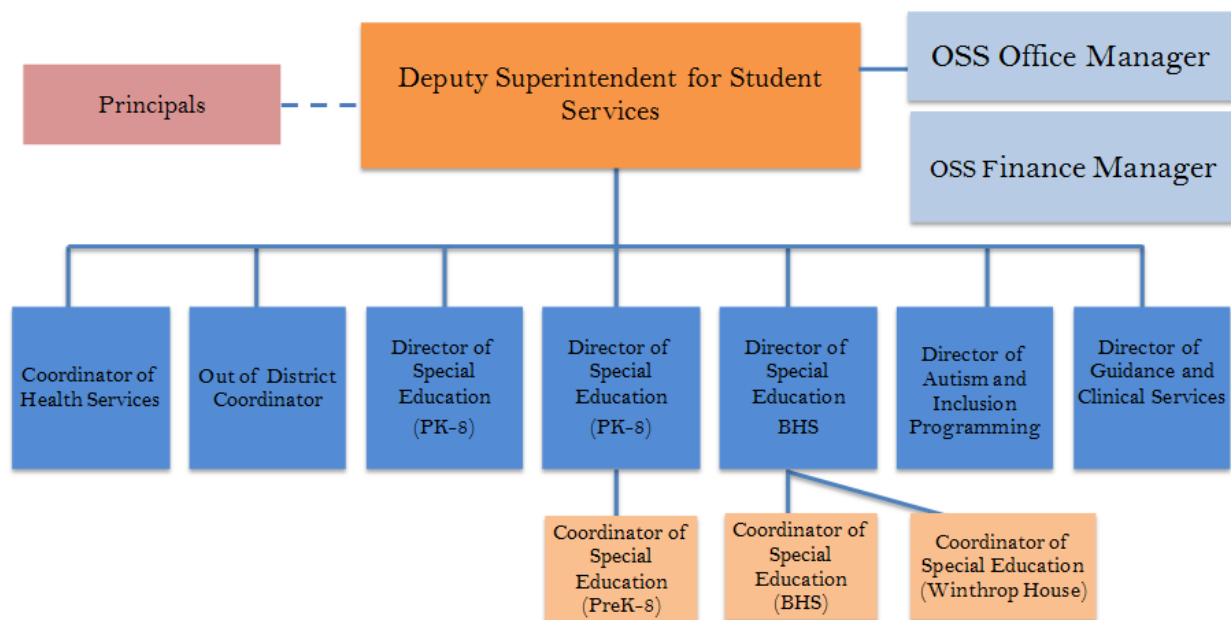 Principals
Deputy Superintendent for Student
Services
OSS Office Manager
OSS Finance Manager
Coordinator of
Health Services
Out of District
Coordinator
Director of
Special
Education
(PK-8)
Director of
Special
Education
(PK-8)
Director of
Special
Education
BHS
Director of
Autism and
Inclusion
Programming
Director of
Guidance and
Clinical Services
Coordinator of
Special
Education
(PreK-8)
Coordinator of
Special
Education
(BHS)
Coordinator of
Special Education
(Winthrop House)